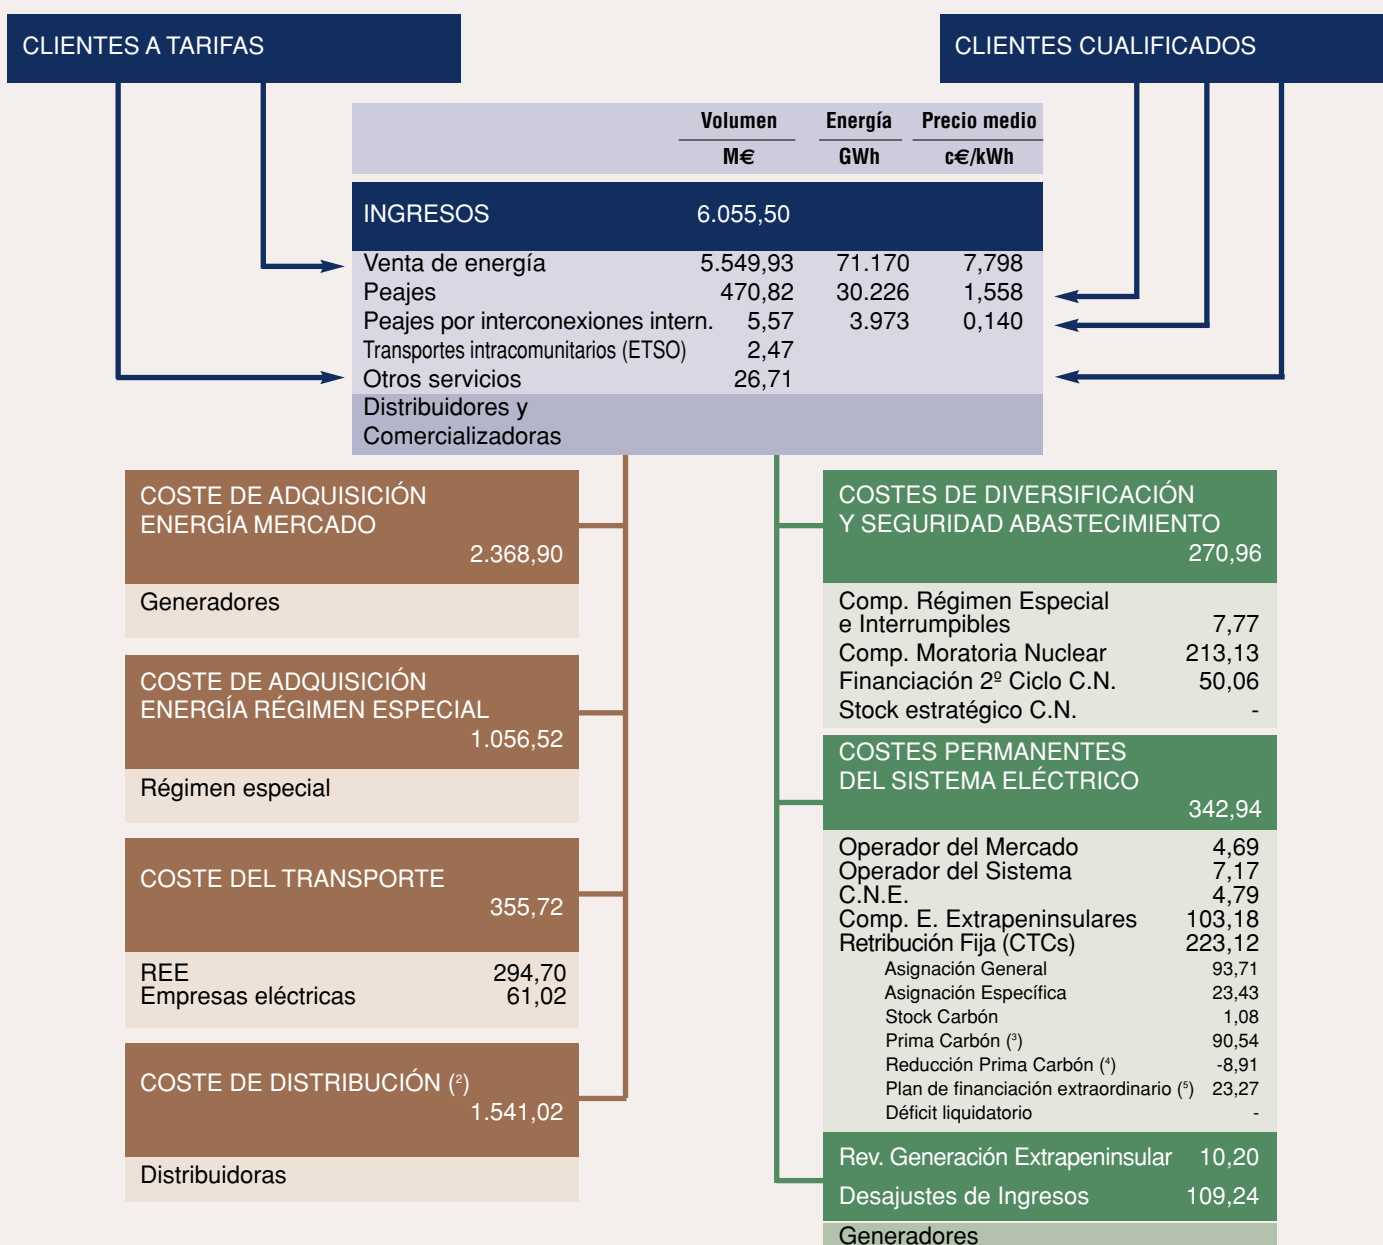 CLIENTES A TARIFAS
CLIENTES CUALIFICADOS
Volumen Energía Precio medio
M€ GWh c€/kWh
INGRESOS 6.055,50
Venta de energía 5.549,93 71.170 7,798
Peajes 470,82 30.226 1,558
Peajes por interconexiones intern. 5,57 3.973 0,140
Transportes intracomunitarios (ETSO) 2,47
Otros servicios 26,71
Distribuidores y
Comercializadoras
COSTE DE ADQUISICIÓN
ENERGÍA MERCADO
2.368,90
Generadores
COSTE DE ADQUISICIÓN
ENERGÍA RÉGIMEN ESPECIAL
1.056,52
Régimen especial
COSTE DEL TRANSPORTE
355,72
REE 294,70
Empresas eléctricas 61,02
COSTE DE DISTRIBUCIÓN (²)
1.541,02
Distribuidoras
COSTES DE DIVERSIFICACIÓN
Y SEGURIDAD ABASTECIMIENTO
270,96
Comp. Régimen Especial
e Interrumpibles 7,77
Comp. Moratoria Nuclear 213,13
Financiación 2º Ciclo C.N. 50,06
Stock estratégico C.N. -
COSTES PERMANENTES
DEL SISTEMA ELÉCTRICO
342,94
Operador del Mercado 4,69
Operador del Sistema 7,17
C.N.E. 4,79
Comp. E. Extrapeninsulares 103,18
Retribución Fija (CTCs) 223,12
Asignación General 93,71
Asignación Específica 23,43
Stock Carbón 1,08
Prima Carbón (³) 90,54
Reducción Prima Carbón (⁴) -8,91
Plan de financiación extraordinario (⁵) 23,27
Déficit liquidatorio -
Rev. Generación Extrapeninsular 10,20
Desajustes de Ingresos 109,24
Generadores